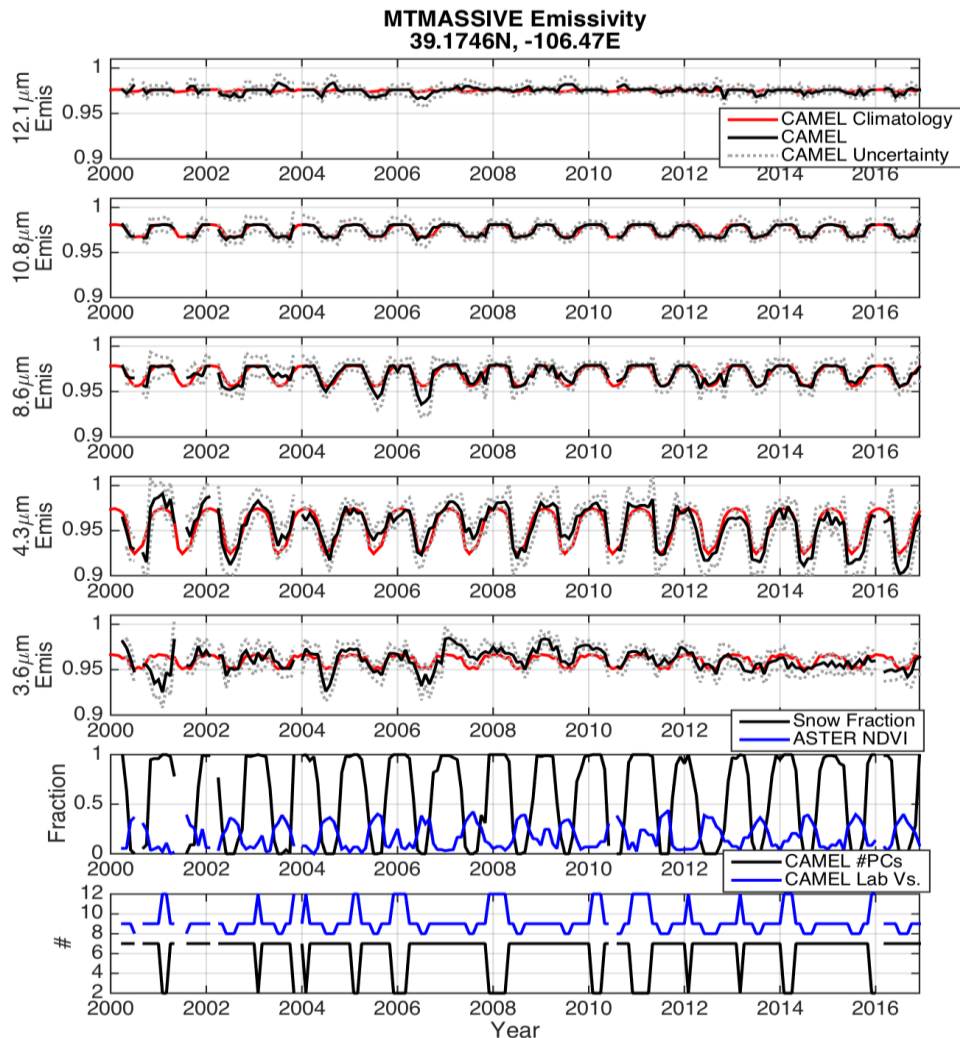 MTMASSIVE Emissivity
39.1746N, -106.47E
12.1μm
Emis
1
0.95
0.9
CAMEL Climatology
CAMEL
CAMEL Uncertainty
2000 2002 2004 2006 2008 2010 2012 2014 2016
10.8μm
Emis
1
0.95
0.9
2000 2002 2004 2006 2008 2010 2012 2014 2016
8.6μm
Emis
1
0.95
0.9
2000 2002 2004 2006 2008 2010 2012 2014 2016
4.3μm
Emis
1
0.95
0.9
2000 2002 2004 2006 2008 2010 2012 2014 2016
3.6μm
Emis
1
0.95
0.9
2000 2002 2004 2006 2008 2010 2012 2014 2016
Snow Fraction
ASTER NDVI
Fraction
1
0.5
0
2000 2002 2004 2006 2008 2010 2012 2014 2016
CAMEL #PCs
CAMEL Lab Vs.
#
12
10
8
6
4
2
2000 2002 2004 2006 2008 2010 2012 2014 2016
Year